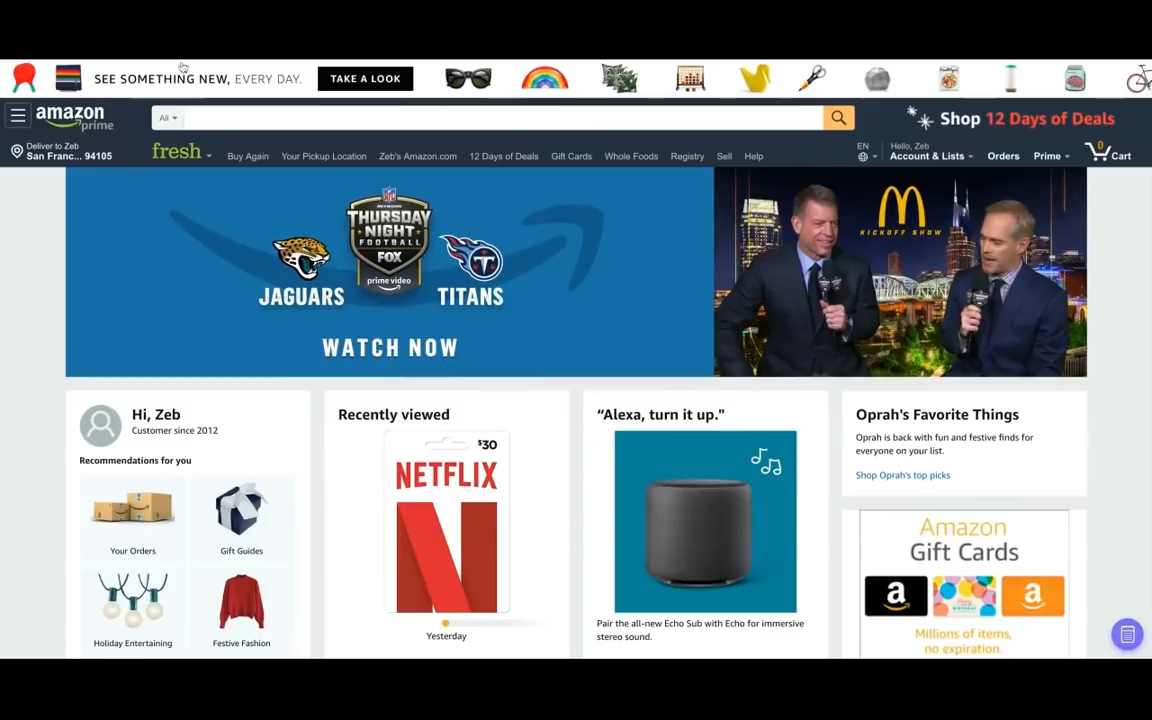 SEE SOMETHING NEW, EVERY DAY.
TAKE A LOOK
amazon
prime
All
Shop 12 Days of Deals
Deliver to Zeb
San Franc... 94105
fresh
Buy Again
Your Pickup Location
Zeb's Amazon.com
12 Days of Deals
Gift Cards
Whole Foods
Registry
Sell
Help
EN
Hello, Zeb
Account & Lists
Orders
Prime
0
Cart
NFL
NETWORK
THURSDAY
NIGHT
FOOTBALL
FOX
prime video
JAGUARS
TITANS
WATCH NOW
KICKOFF SHOW
Hi, Zeb
Customer since 2012
Recommendations for you
Your Orders
Gift Guides
Holiday Entertaining
Festive Fashion
Recently viewed
$30
NETFLIX
Yesterday
“Alexa, turn it up."
Pair the all-new Echo Sub with Echo for immersive
stereo sound.
Oprah's Favorite Things
Oprah is back with fun and festive finds for
everyone on your list.
Shop Oprah's top picks
Amazon
Gift Cards
a
a
Millions of items,
no expiration.